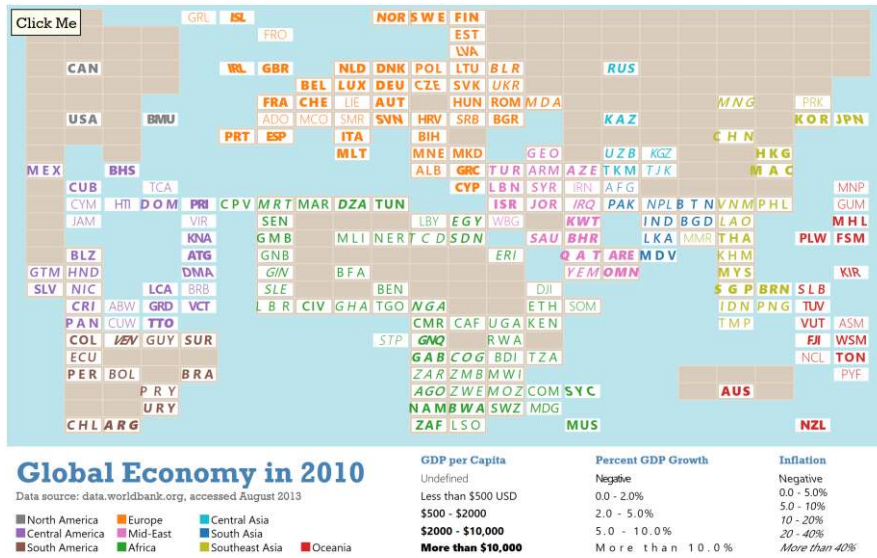 Click Me
GRL ISL NOR SWE FIN
FRO EST
LVA
CAN IRL GBR NLD DNK POL LTU BLR RUS
BEL LUX DEU CZE SVK UKR
FRA CHE LIE AUT HUN ROM MDA MNG PRK
USA BMU ADO MCO SMR SVN HRV SRB BGR KAZ KOR JPN
PRT ESP ITA BIH CHN
MLT MNE MKD GEO UZB KGZ HKG
MEX BHS ALB GRC TUR ARM AZE TKM TJK MAC
CUB TCA CYP LBN SYR IRN AFG MNP
CYM HTI DOM PRI CPV MRT MAR DZA TUN ISR JOR IRQ PAK NPL BTN VNM PHL GUM
JAM VIR SEN LBY EGY WBG KWT IND BGD LAO MHL
KNA GMB MLI NER TCD SDN SAU BHR LKA MMR THA PLW FSM
BLZ ATG GNB ERI QAT ARE MDV KHM
GTM HND DMA GIN BFA YEM OMN MYS KIR
SLV NIC LCA BRB SLE BEN DJI SGP BRN SLB
CRI ABW GRD VCT LBR CIV GHA TGO NGA ETH SOM IDN PNG TUV
PAN CUW TTO CMR CAF UGA KEN TMP VUT ASM
COL VEN GUY SUR STP GNQ RWA FJI WSM
ECU GAB COG BDI TZA NCL TON
PER BOL BRA ZAR ZMB MWI PYF
PRY AGO ZWE MOZ COM SYC AUS
URY NAM BWA SWZ MDG
CHL ARG ZAF LSO MUS NZL
Global Economy in 2010
Data source: data.worldbank.org, accessed August 2013
North America Europe Central Asia
Central America Mid-East South Asia
South America Africa Southeast Asia Oceania
GDP per Capita
Undefined
Less than $500 USD
$500 - $2000
$2000 - $10,000
More than $10,000
Percent GDP Growth
Negative
0.0 - 2.0%
2.0 - 5.0%
5.0 - 10.0%
More than 10.0%
Inflation
Negative
0.0 - 5.0%
5.0 - 10%
10 - 20%
20 - 40%
More than 40%